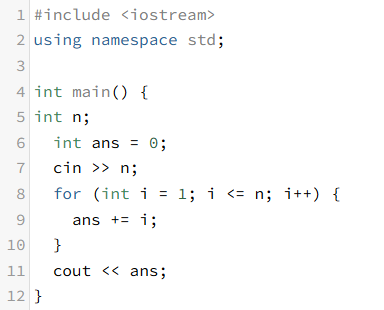 1 #include <iostream>
2 using namespace std;
3
4 int main() {
5 int n;
6   int ans = 0;
7   cin >> n;
8   for (int i = 1; i <= n; i++) {
9     ans += i;
10   }
11   cout << ans;
12 }